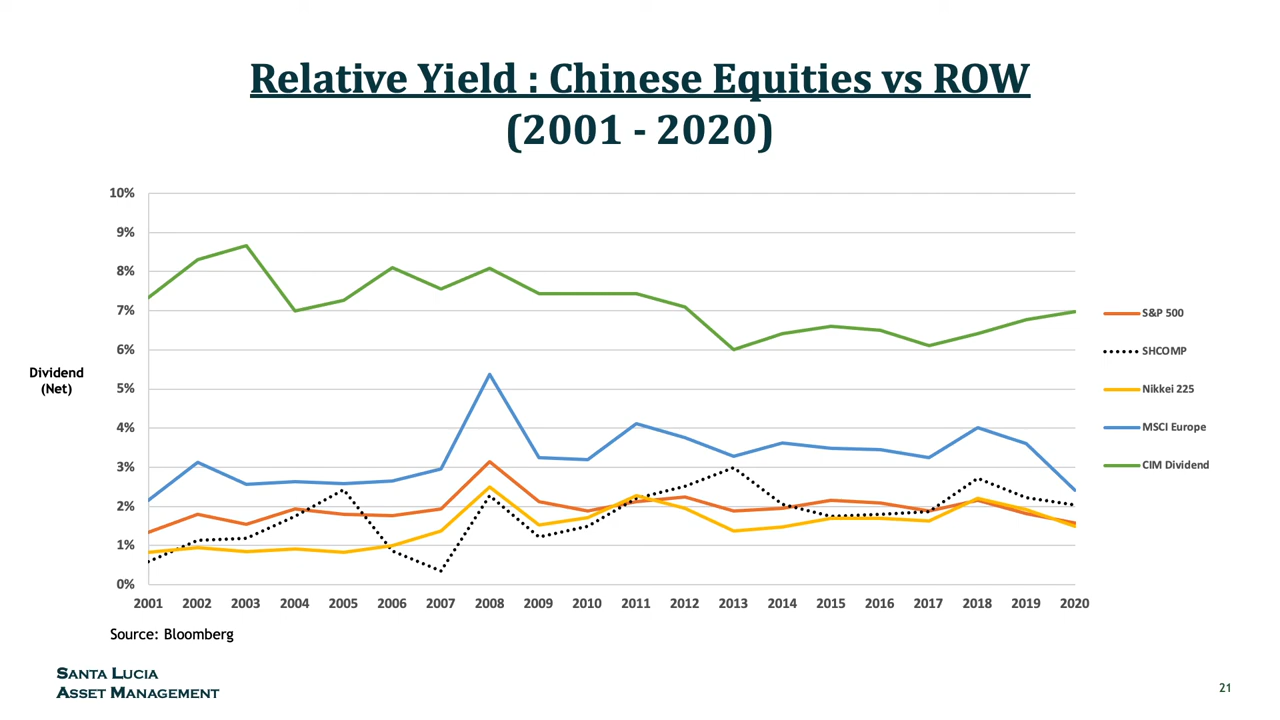 Relative Yield : Chinese Equities vs ROW
(2001 - 2020)
10%
9%
8%
7%
6%
5%
4%
3%
2%
1%
0%
Dividend
(Net)
2001 2002 2003 2004 2005 2006 2007 2008 2009 2010 2011 2012 2013 2014 2015 2016 2017 2018 2019 2020
S&P 500
SHCOMP
Nikkei 225
MSCI Europe
CIM Dividend
Source: Bloomberg
SANTA LUCIA
ASSET MANAGEMENT
21